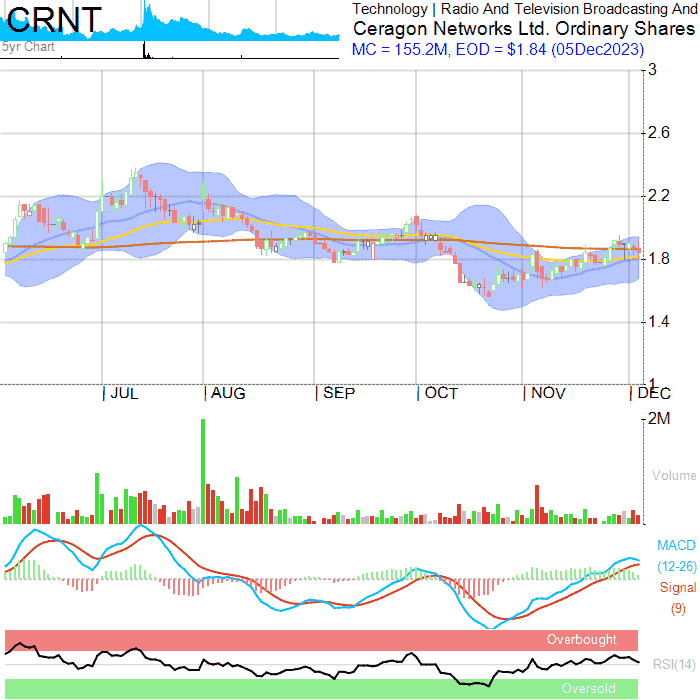 CRNT
5yr Chart
Technology | Radio And Television Broadcasting And
Ceragon Networks Ltd. Ordinary Shares
MC = 155.2M, EOD = $1.84 (05Dec2023)
3
2.6
2.2
1.8
1.4
1
JUL AUG SEP OCT NOV DEC
2M
Volume
MACD
(12-26)
Signal
(9)
Overbought
RSI(14)
Oversold